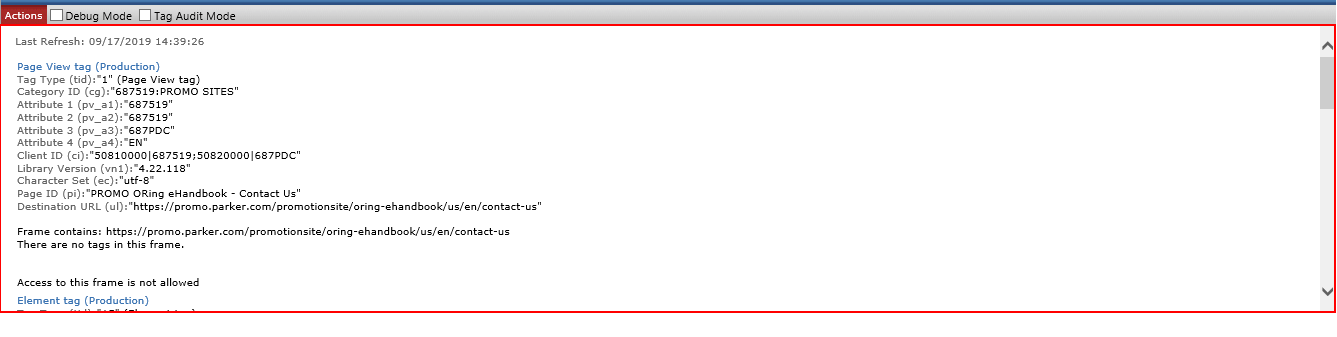 Actions Debug Mode Tag Audit Mode
Last Refresh: 09/17/2019 14:39:26
Page View tag (Production)
Tag Type (tid):"1" (Page View tag)
Category ID (cg):"687519:PROMO SITES"
Attribute 1 (pv_a1):"687519"
Attribute 2 (pv_a2):"687519"
Attribute 3 (pv_a3):"687PDC"
Attribute 4 (pv_a4):"EN"
Client ID (ci):"50810000|687519;50820000|687PDC"
Library Version (vn1):"4.22.118"
Character Set (ec):"utf-8"
Page ID (pi):"PROMO ORing eHandbook - Contact Us"
Destination URL (ul):"https://promo.parker.com/promotionsite/oring-ehandbook/us/en/contact-us"
Frame contains: https://promo.parker.com/promotionsite/oring-ehandbook/us/en/contact-us
There are no tags in this frame.
Access to this frame is not allowed
Element tag (Production)